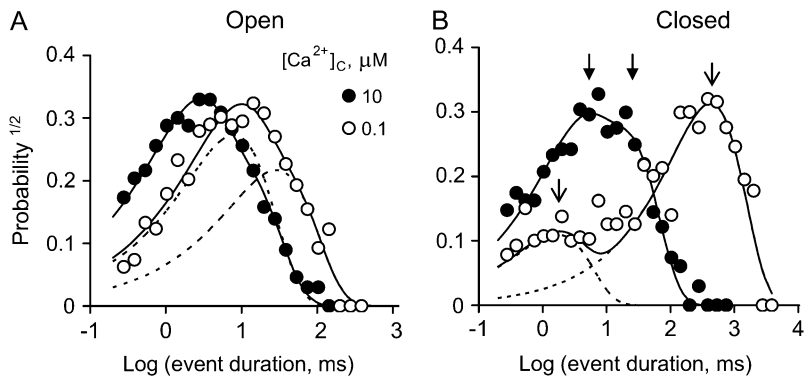 A
Open
[Ca²⁺]C, μM
10
0.1
Probability 1/2
0.4
0.3
0.2
0.1
0
-1 0 1 2 3
Log (event duration, ms)
B
Closed
0.4
0.3
0.2
0.1
0
-1 0 1 2 3 4
Log (event duration, ms)